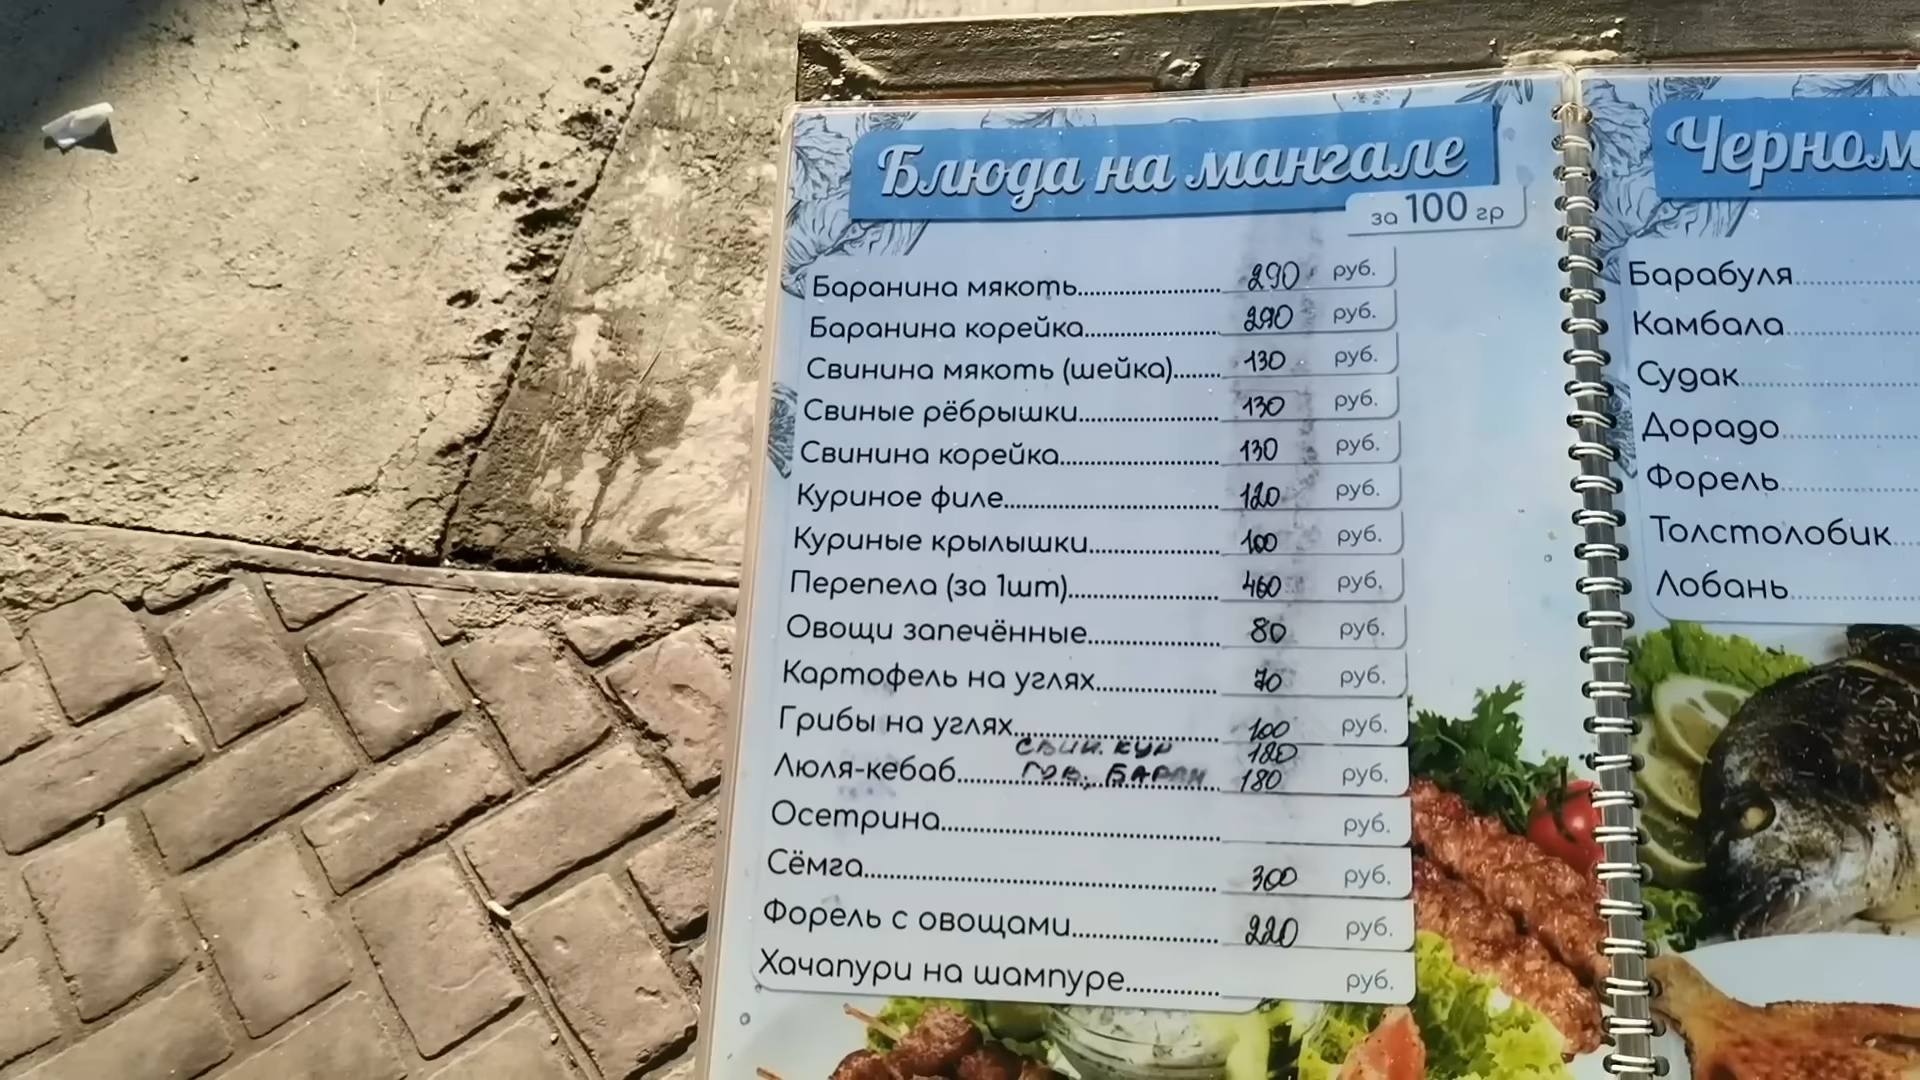 Блюда на мангале
за 100 гр
Баранина мякоть 290 руб.
Баранина корейка 290 руб.
Свинина мякоть (шейка) 130 руб.
Свиные рёбрышки 130 руб.
Свинина корейка 130 руб.
Куриное филе 120 руб.
Куриные крылышки 100 руб.
Перепела (за 1шт) 460 руб.
Овощи запечённые 80 руб.
Картофель на углях 70 руб.
Грибы на углях 100 руб.
свин. кур 120
Люля-кебаб гов. баран 180 руб.
Осетрина руб.
Сёмга 300 руб.
Форель с овощами 220 руб.
Хачапури на шампуре руб.
Черном
Барабуля
Камбала
Судак
Дорадо
Форель
Толстолобик
Лобань